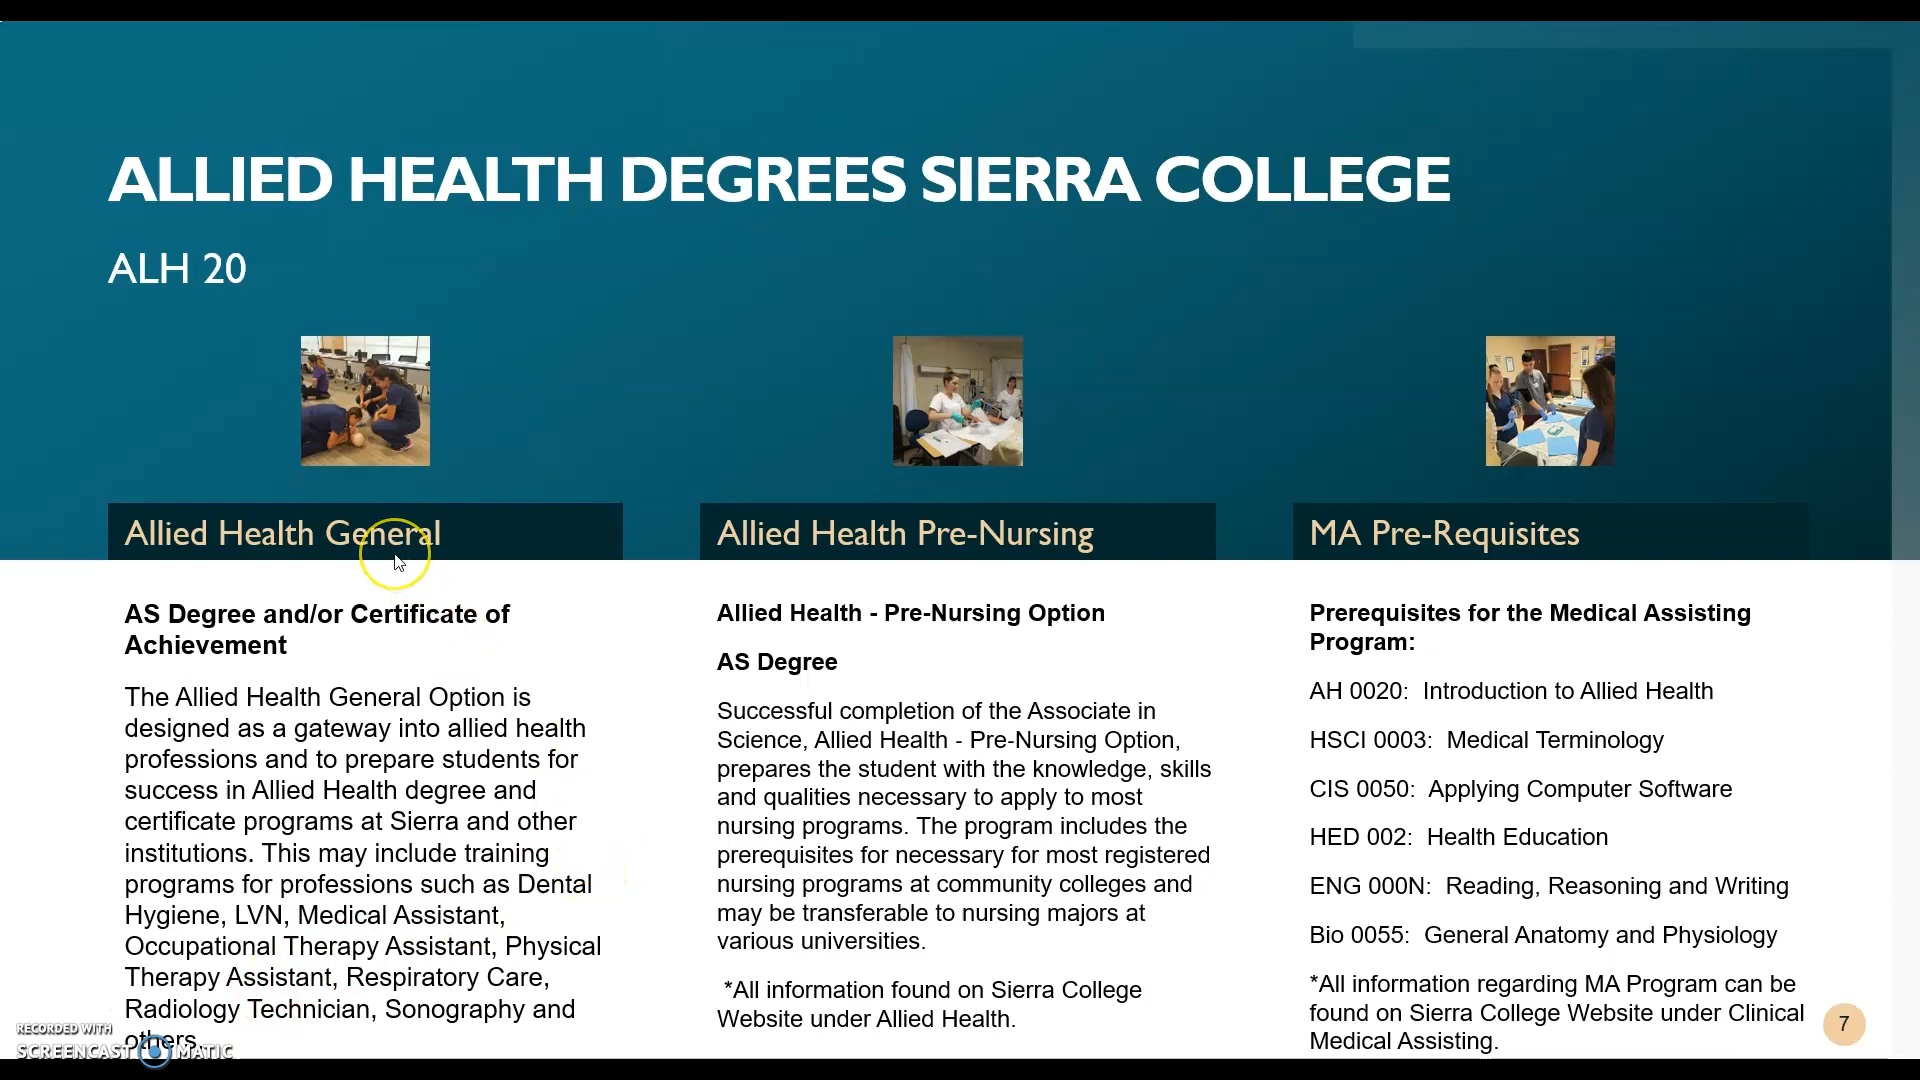 ALLIED HEALTH DEGREES SIERRA COLLEGE
ALH 20
Allied Health General
AS Degree and/or Certificate of
Achievement
The Allied Health General Option is
designed as a gateway into allied health
professions and to prepare students for
success in Allied Health degree and
certificate programs at Sierra and other
institutions. This may include training
programs for professions such as Dental
Hygiene, LVN, Medical Assistant,
Occupational Therapy Assistant, Physical
Therapy Assistant, Respiratory Care,
Radiology Technician, Sonography and
others.
Allied Health Pre-Nursing
Allied Health - Pre-Nursing Option
AS Degree
Successful completion of the Associate in
Science, Allied Health - Pre-Nursing Option,
prepares the student with the knowledge, skills
and qualities necessary to apply to most
nursing programs. The program includes the
prerequisites for necessary for most registered
nursing programs at community colleges and
may be transferable to nursing majors at
various universities.
*All information found on Sierra College
Website under Allied Health.
MA Pre-Requisites
Prerequisites for the Medical Assisting
Program:
AH 0020: Introduction to Allied Health
HSCI 0003: Medical Terminology
CIS 0050: Applying Computer Software
HED 002: Health Education
ENG 000N: Reading, Reasoning and Writing
Bio 0055: General Anatomy and Physiology
*All information regarding MA Program can be
found on Sierra College Website under Clinical
Medical Assisting.
7
RECORDED WITH
SCREENCAST MATIC